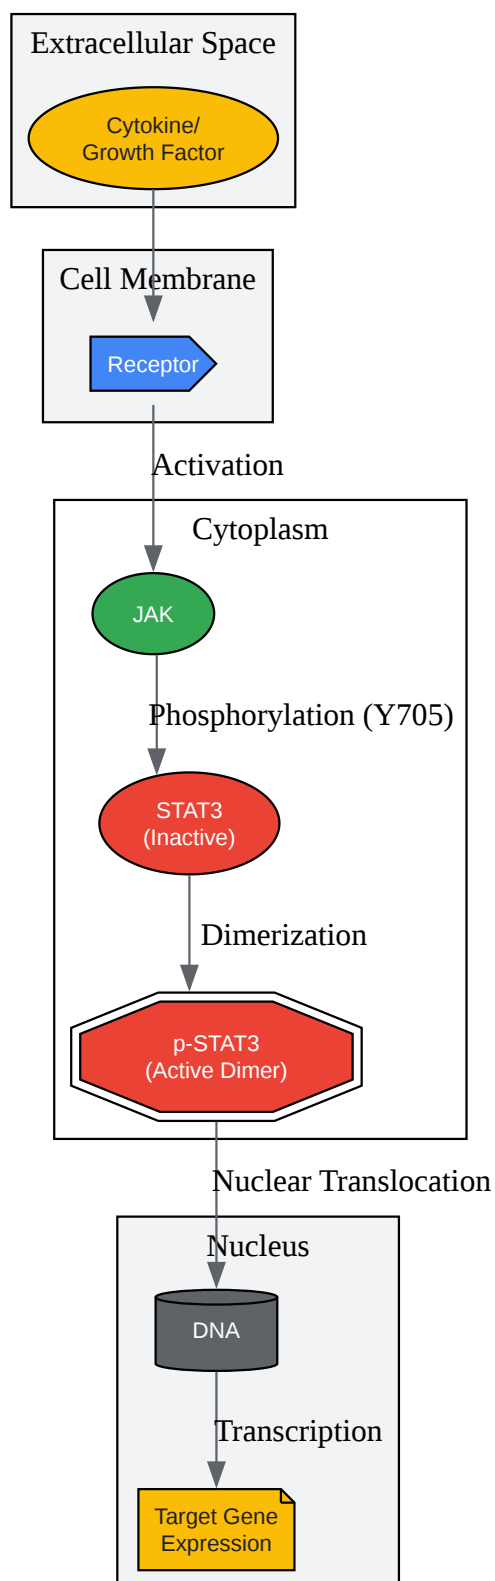 Extracellular Space
Cytokine/
Growth Factor
Cell Membrane
Receptor
Activation
Cytoplasm
JAK
Phosphorylation (Y705)
STAT3
(Inactive)
Dimerization
p-STAT3
(Active Dimer)
Nuclear Translocation
Nucleus
DNA
Transcription
Target Gene
Expression